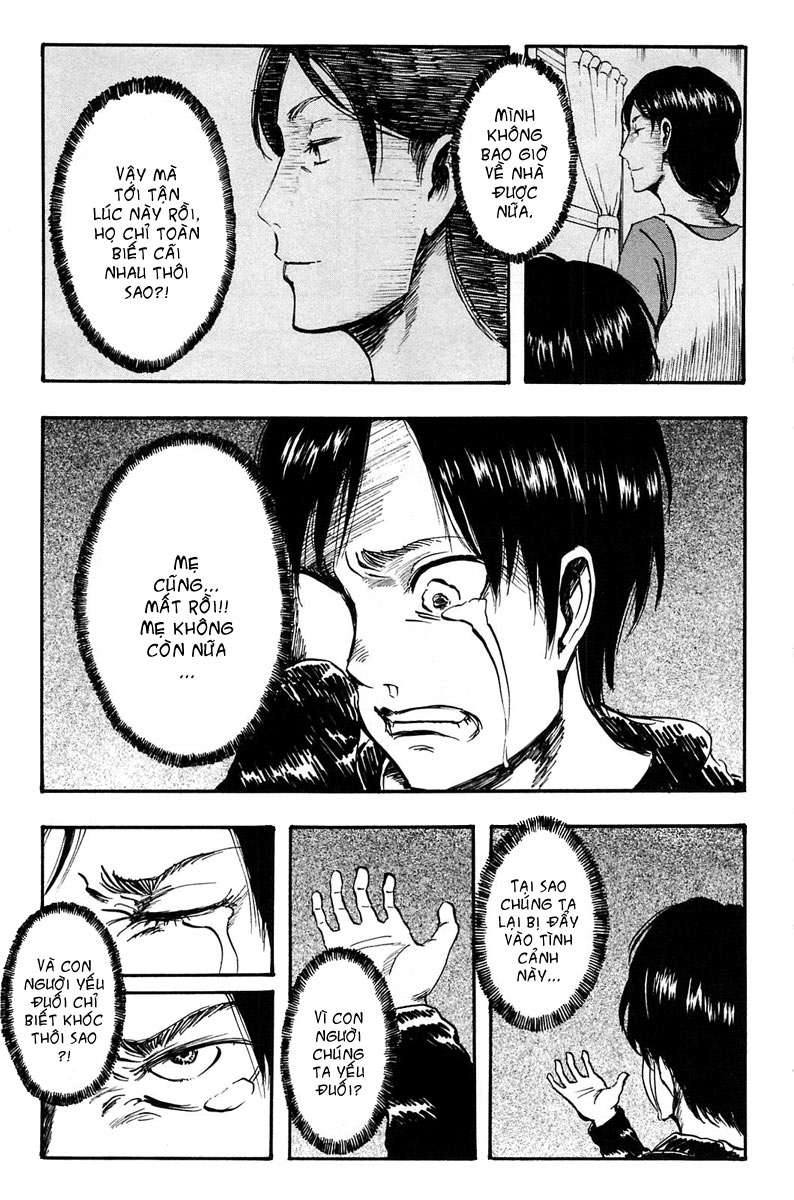 MÌNH
KHÔNG
BAO GIỜ
VỀ NHÀ
ĐƯỢC
NỮA.
VẬY MÀ
TỚI TẬN
LÚC NÀY RỒI,
HỌ CHỈ TOÀN
BIẾT CÃI
NHAU THÔI
SAO?!
MẸ
CŨNG...
MẤT RỒI!!
MẸ KHÔNG
CÒN NỮA
...
TẠI SAO
CHÚNG TA
LẠI BỊ ĐẨY
VÀO TÌNH
CẢNH
NÀY...
VÌ CON
NGƯỜI
CHÚNG
TA YẾU
ĐUỐI?
VÀ CON
NGƯỜI YẾU
ĐUỐI CHỈ
BIẾT KHÓC
THÔI SAO
?!